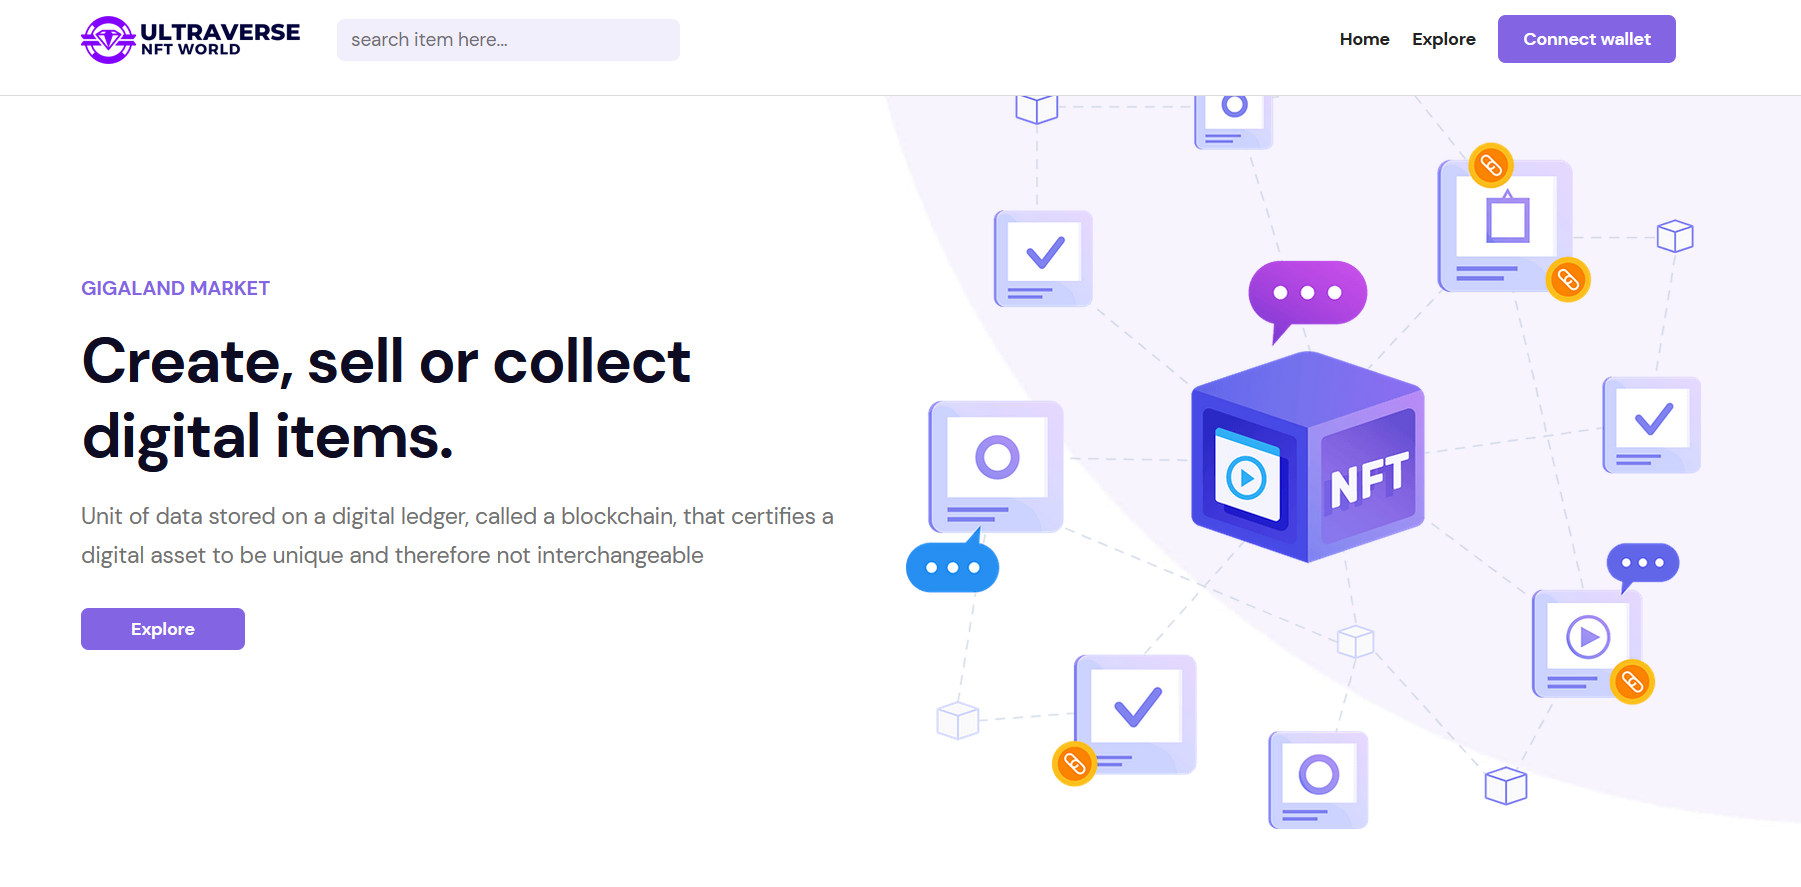 ULTRAVERSE
NFT WORLD
search item here...
Home
Explore
Connect wallet
GIGALAND MARKET
Create, sell or collect
digital items.
Unit of data stored on a digital ledger, called a blockchain, that certifies a
digital asset to be unique and therefore not interchangeable
Explore
NFT